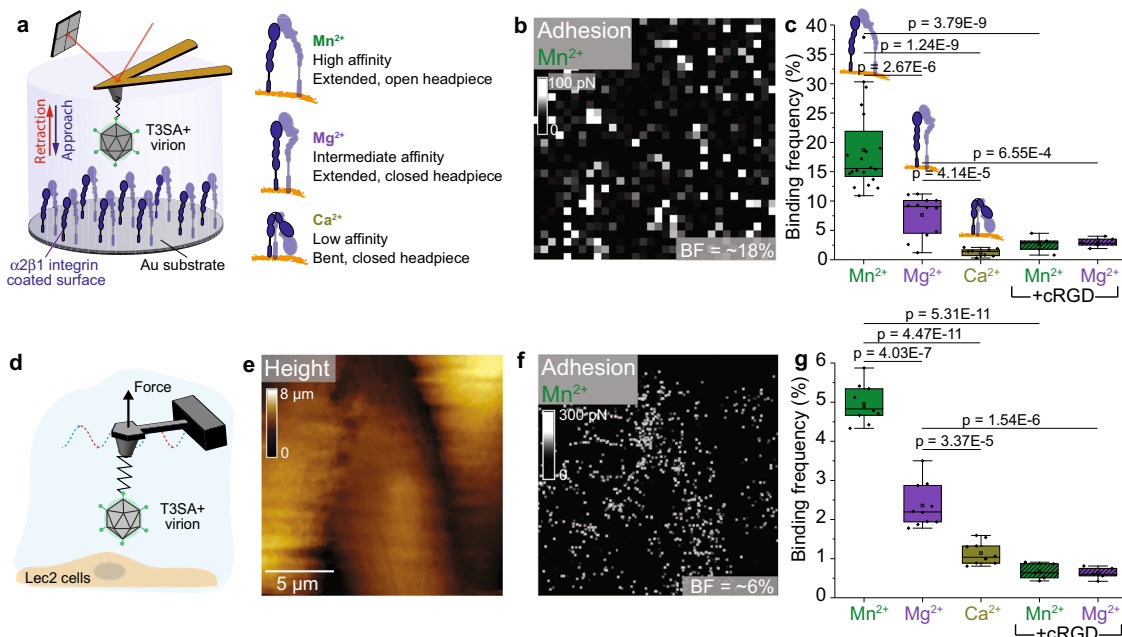 a
Retraction
Approach
T3SA+
virion
α2β1 integrin
coated surface
Au substrate
Mn²⁺
High affinity
Extended, open headpiece
Mg²⁺
Intermediate affinity
Extended, closed headpiece
Ca²⁺
Low affinity
Bent, closed headpiece
b
Adhesion
Mn²⁺
100 pN
0
BF = ~18%
c
Binding frequency (%)
40
35
30
25
20
15
10
5
0
p = 3.79E-9
p = 1.24E-9
p = 2.67E-6
p = 6.55E-4
p = 4.14E-5
Mn²⁺ Mg²⁺ Ca²⁺ Mn²⁺ Mg²⁺
+cRGD
d
Force
T3SA+
virion
Lec2 cells
e
Height
8 µm
0
5 µm
f
Adhesion
Mn²⁺
300 pN
0
BF = ~6%
g
Binding frequency (%)
6
5
4
3
2
1
0
p = 5.31E-11
p = 4.47E-11
p = 4.03E-7
p = 1.54E-6
p = 3.37E-5
Mn²⁺ Mg²⁺ Ca²⁺ Mn²⁺ Mg²⁺
+cRGD